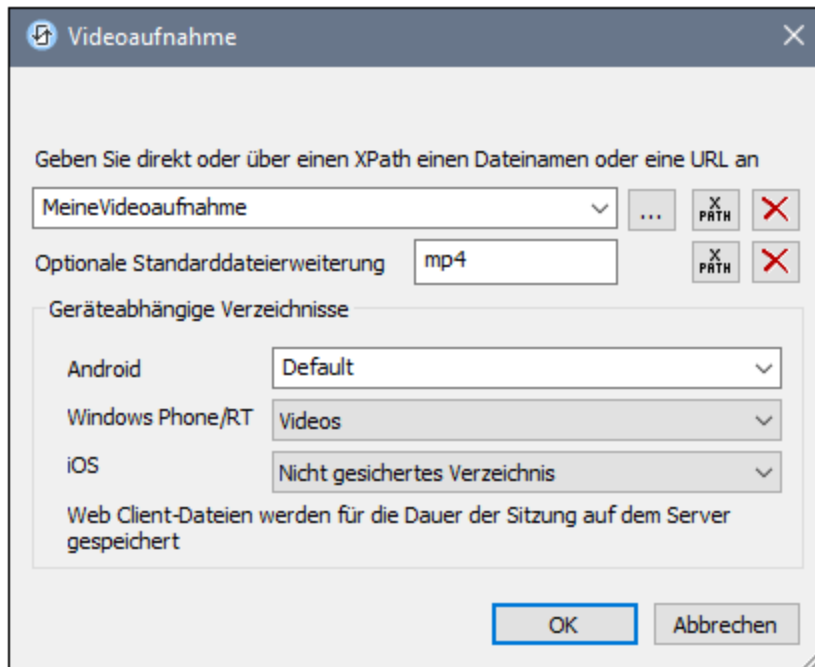 Videoaufnahme
Geben Sie direkt oder über einen XPath einen Dateinamen oder eine URL an
MeineVideoaufnahme ... X PATH
Optionale Standarddateierweiterung mp4 X PATH
Geräteabhängige Verzeichnisse
Android Default
Windows Phone/RT Videos
iOS Nicht gesichertes Verzeichnis
Web Client-Dateien werden für die Dauer der Sitzung auf dem Server
gespeichert
OK Abbrechen